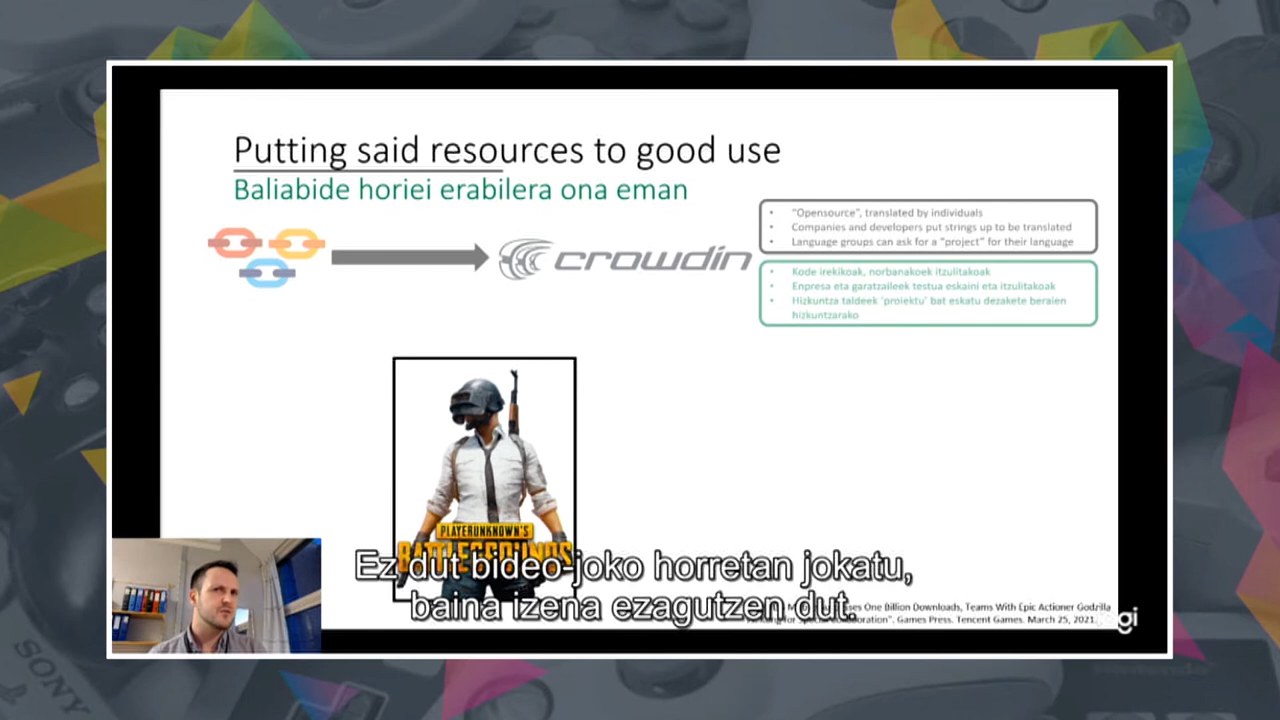 Putting said resources to good use
Baliabide horiei erabilera ona eman
crowdin
• "Opensource", translated by individuals
• Companies and developers put strings up to be translated
• Language groups can ask for a "project" for their language
• Kode irekikoak, norbanakoek itzulitakoak
• Enpresa eta garatzaileek testua eskaini eta itzulitakoak
• Hizkuntza taldeek 'proiektu' bat eskatu dezakete beraien
hizkuntzarako
PLAYERUNKNOWN'S
BATTLEGROUNDS
Ez dut bideo-joko horretan jokatu,
baina izena ezagutzen dut.
One Billion Downloads, Teams With Epic Actioner Godzilla
for Special Collaboration". Games Press. Tencent Games. March 25, 2021.
SONY